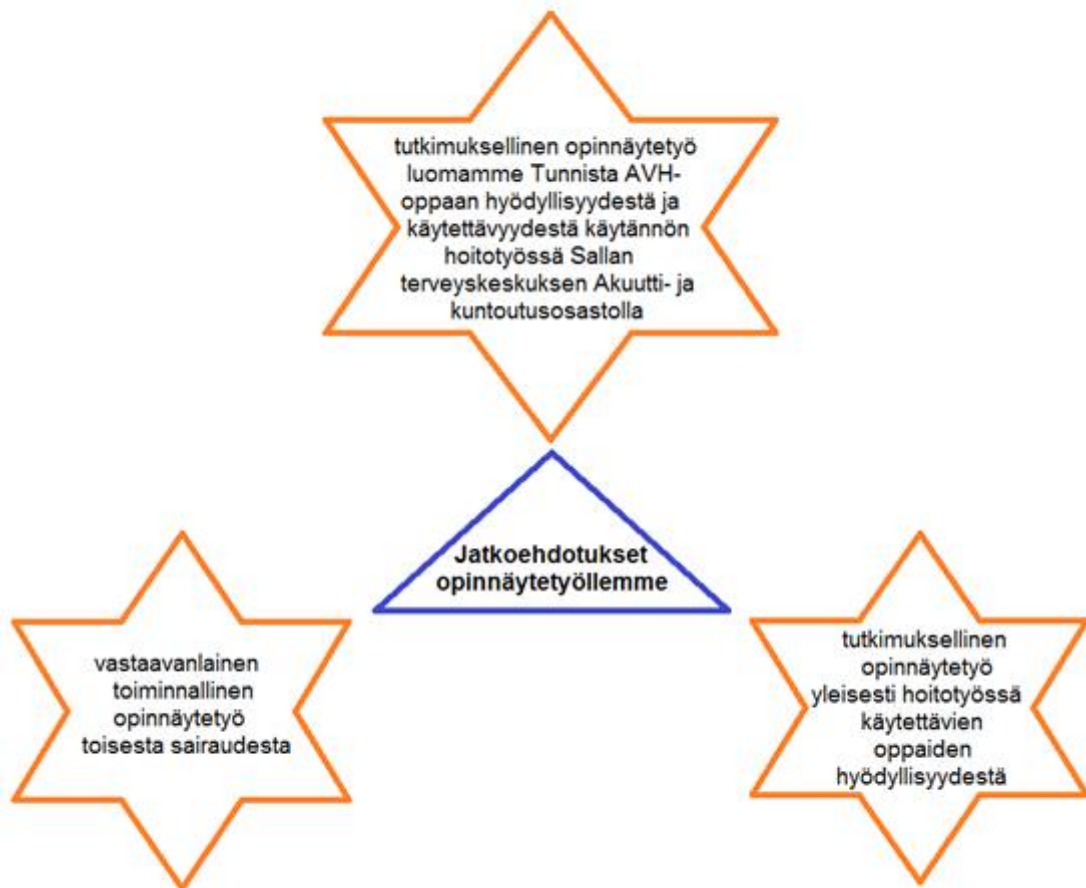 tutkimuksellinen opinnäytetyö
luomamme Tunnista AVH-
oppaan hyödyllisyydestä ja
käytettävyydestä käytännön
hoitotyössä Sallan
terveyskeskuksen Akuutti- ja
kuntoutusosastolla
Jatkoehdotukset
opinnäytetyöllemme
vastaavanlainen
toiminnallinen
opinnäytetyö
toisesta sairaudesta
tutkimuksellinen
opinnäytetyö
yleisesti hoitotyössä
käytettävien
oppaiden
hyödyllisyydestä